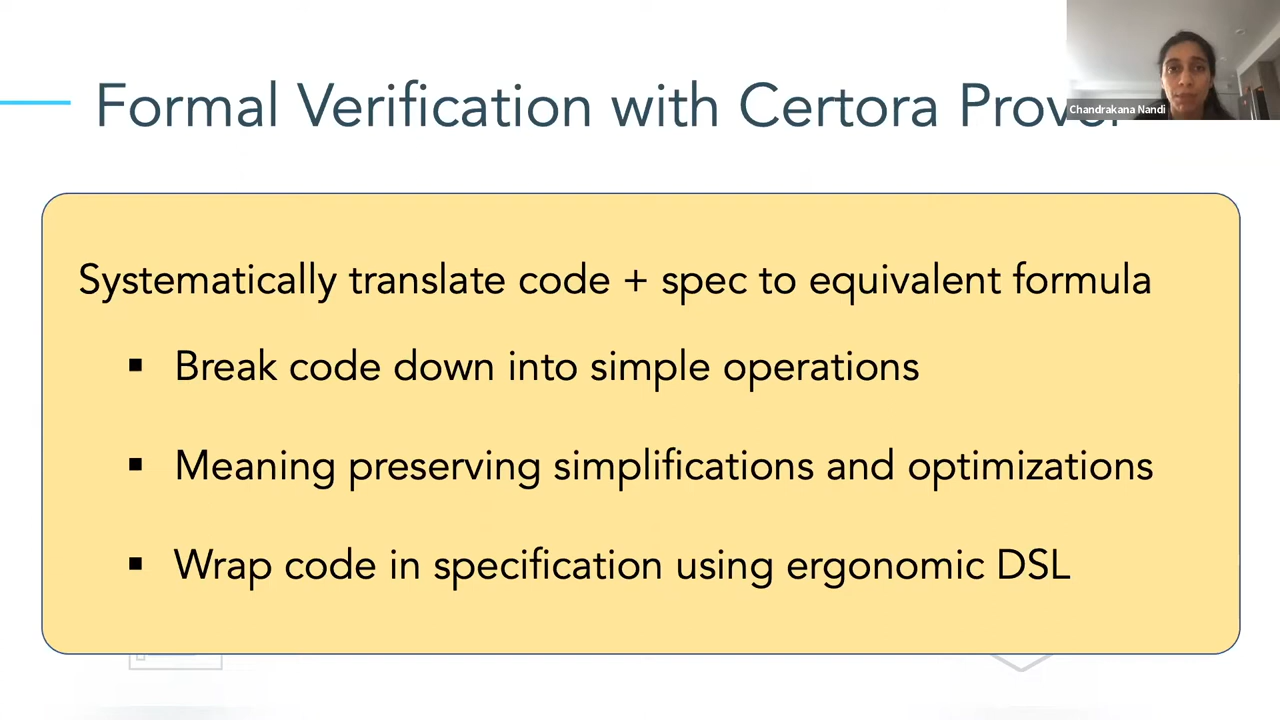 Formal Verification with Certora Prover
Chandrakana Nandi
Systematically translate code + spec to equivalent formula
▪ Break code down into simple operations
▪ Meaning preserving simplifications and optimizations
▪ Wrap code in specification using ergonomic DSL